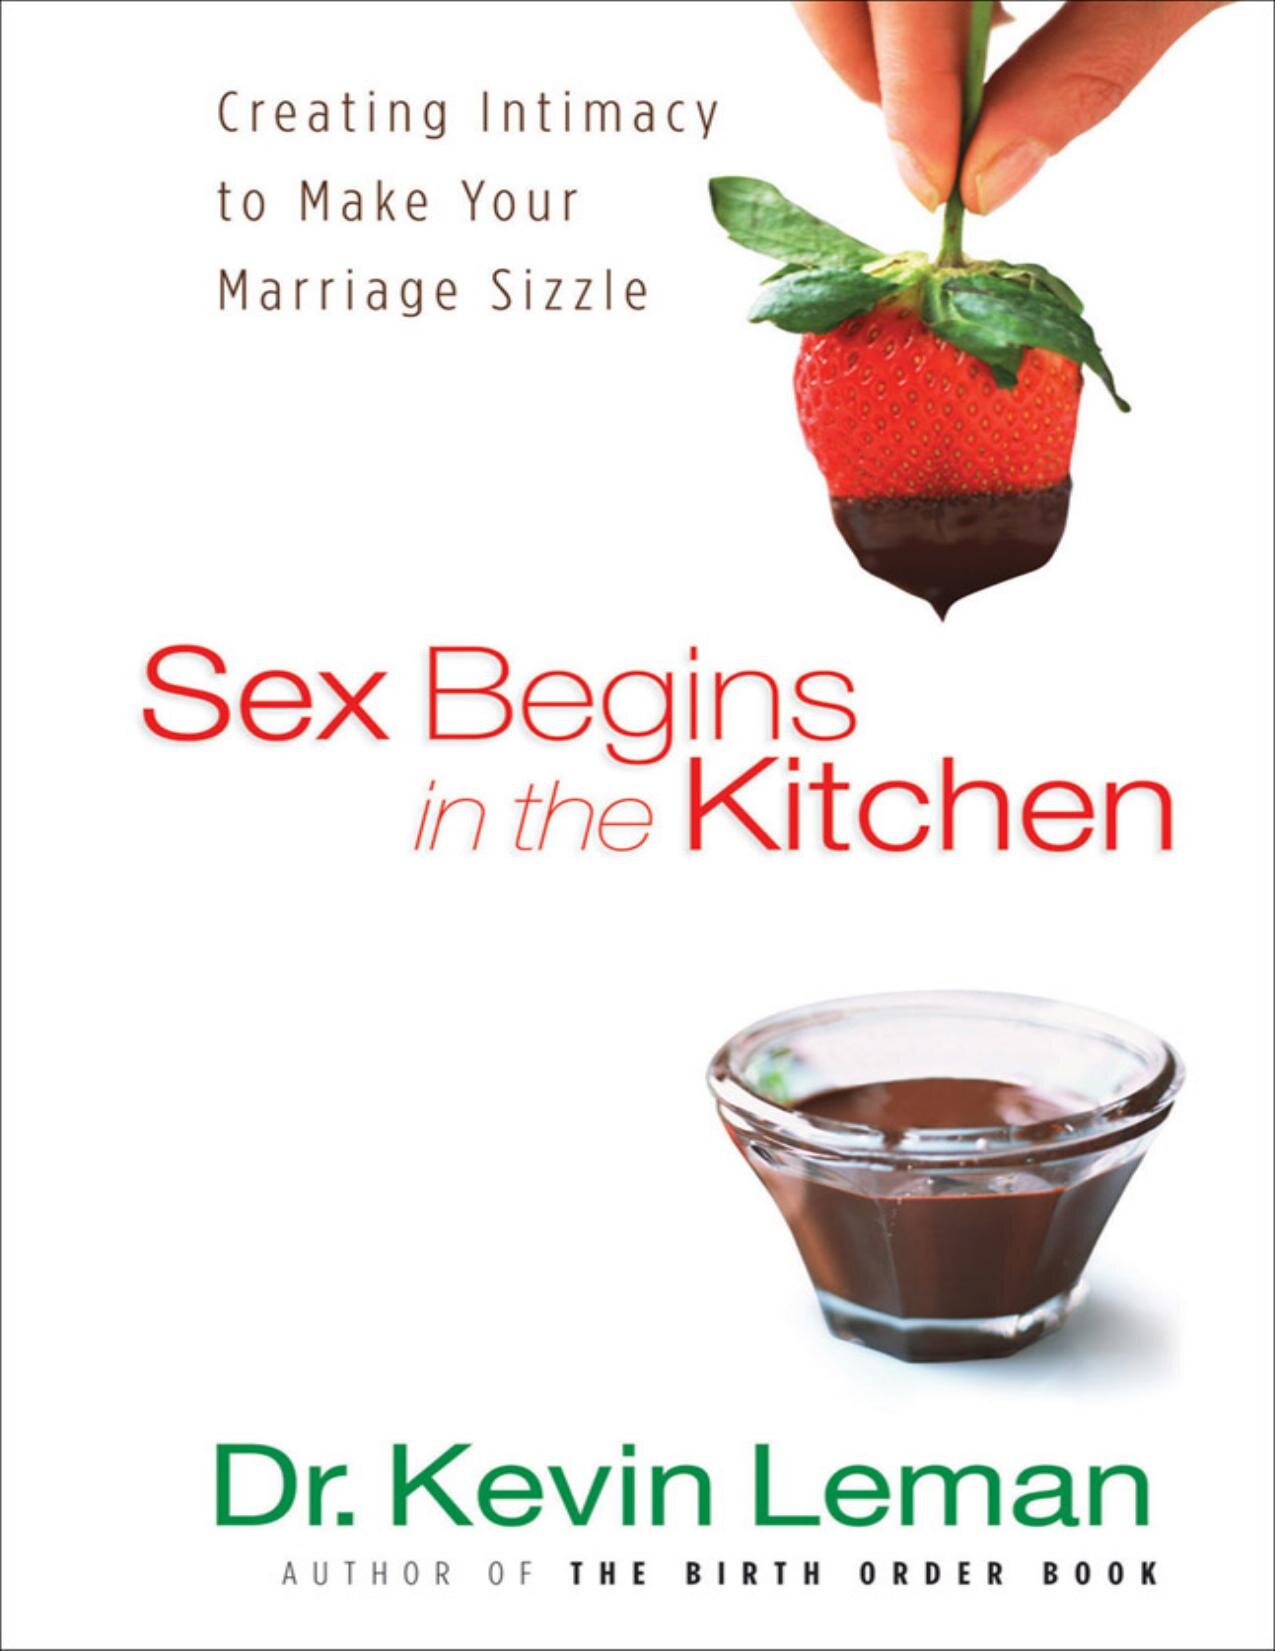 Creating Intimacy
to Make Your
Marriage Sizzle
Sex Begins
in the Kitchen
Dr. Kevin Leman
AUTHOR OF THE BIRTH ORDER BOOK